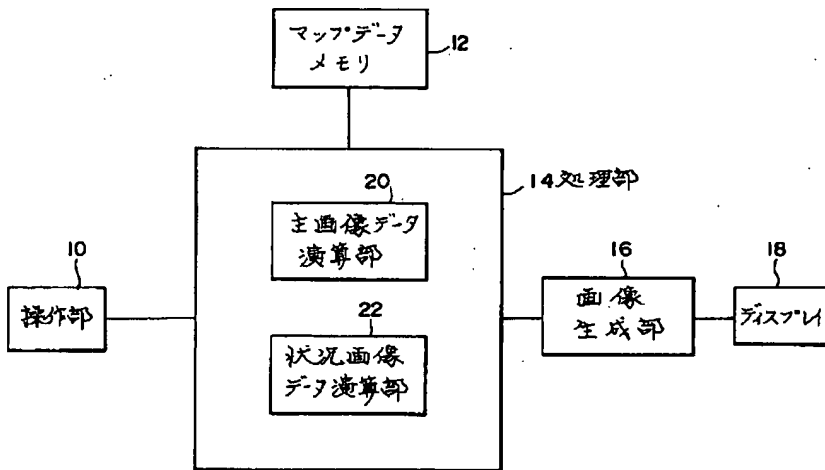 マップデータ
メモリ
12
14処理部
20
主画像データ
演算部
10
操作部
22
状況画像
データ演算部
16
画像
生成部
18
ディスプレイ